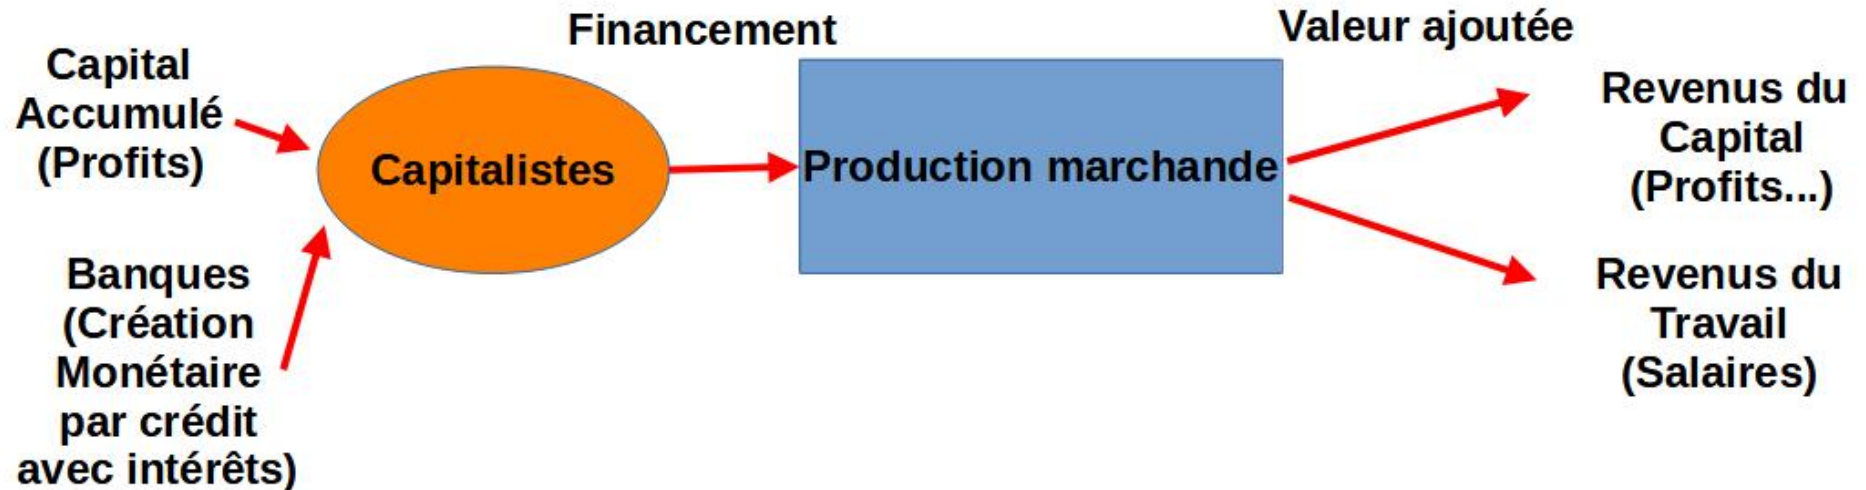 Financement
Valeur ajoutée
Capital
Accumulé
(Profits)
Capitalistes
Production marchande
Revenus du
Capital
(Profits...)
Banques
(Création
Monétaire
par crédit
avec intérêts)
Revenus du
Travail
(Salaires)